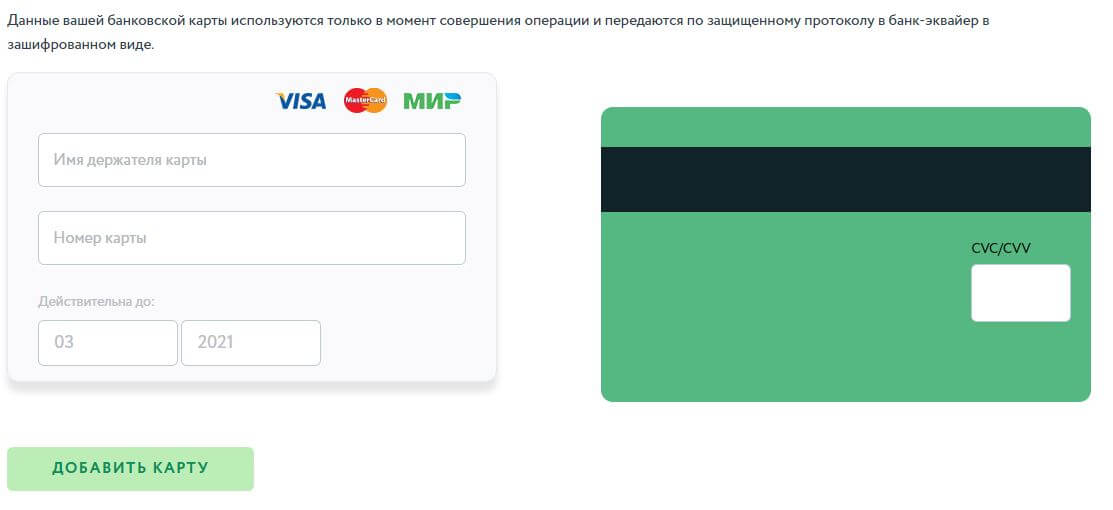 Данные вашей банковской карты используются только в момент совершения операции и передаются по защищенному протоколу в банк-эквайер в
зашифрованном виде.
VISA MasterCard МИР
Имя держателя карты
Номер карты
Действительна до:
03 2021
CVC/CVV
ДОБАВИТЬ КАРТУ